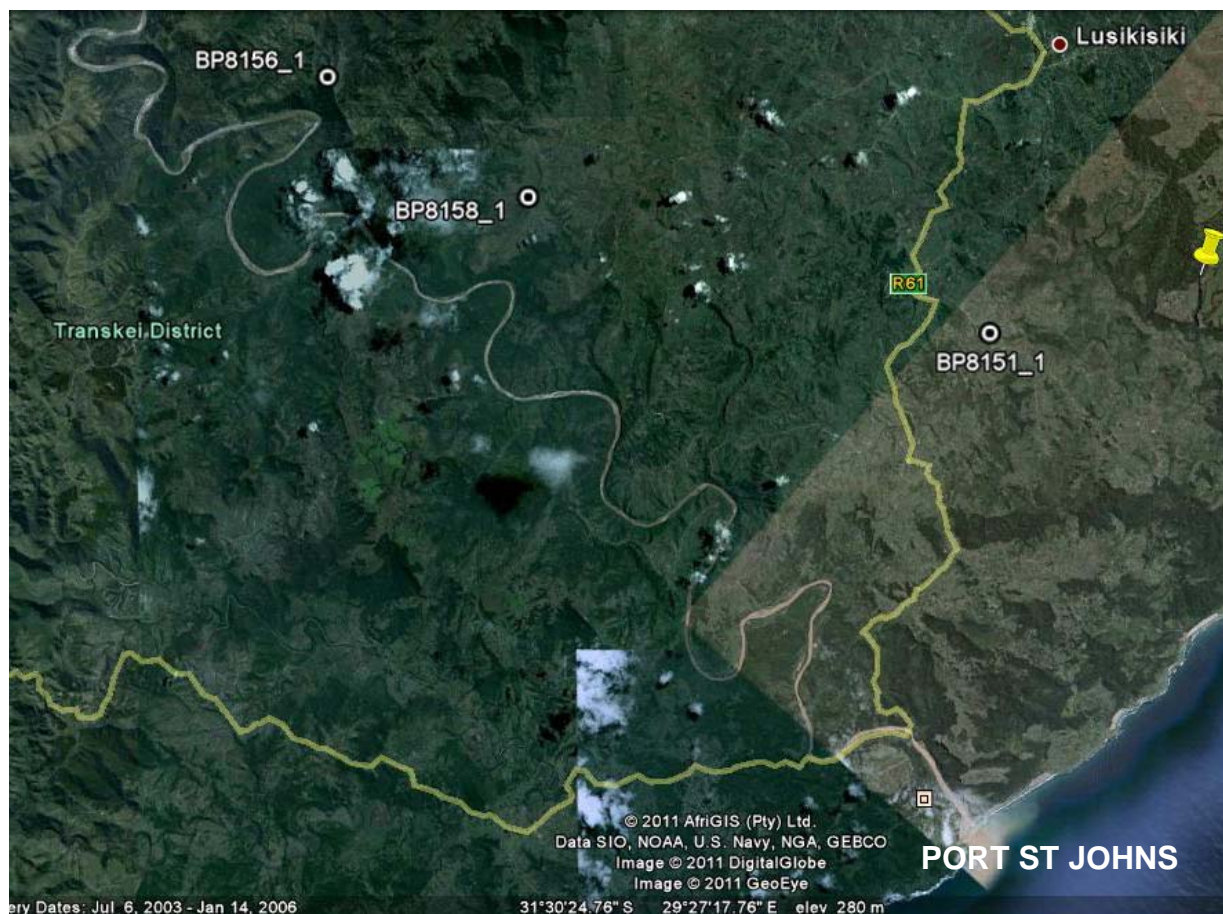 Lusikisiki
BP8156_1
BP8158_1
R61
Transkei District
BP8151_1
© 2011 AfriGIS (Pty) Ltd.
Data SIO, NOAA, U.S. Navy, NGA, GEBCO
Image © 2011 DigitalGlobe
Image © 2011 GeoEye
PORT ST JOHNS
ery Dates: Jul 6, 2003 - Jan 14, 2006
31°30'24.76" S 29°27'17.76" E elev 280 m